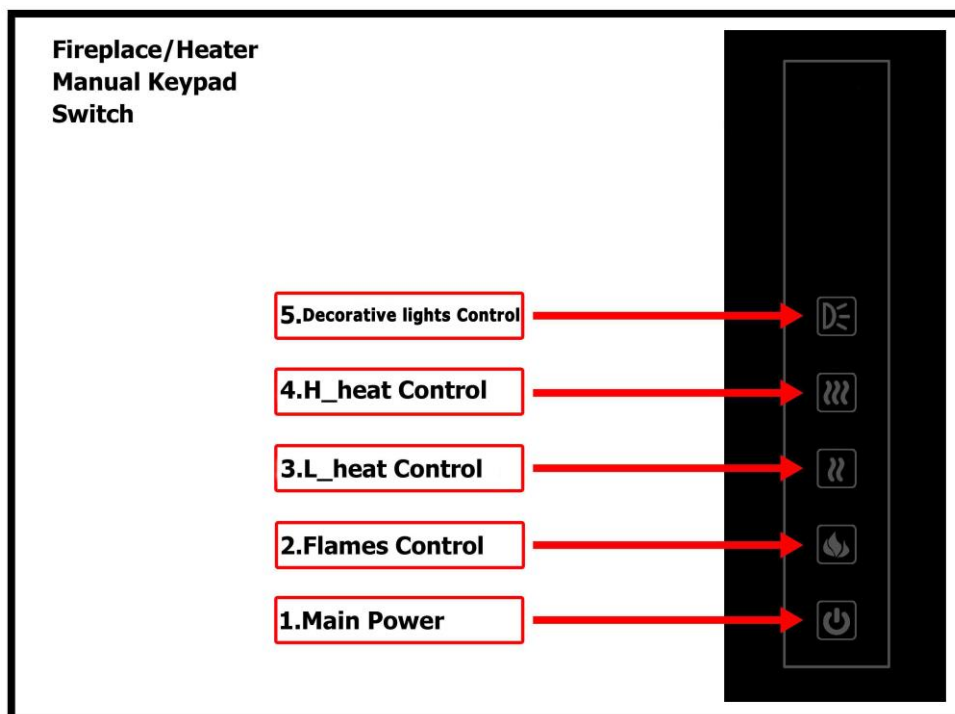 Fireplace/Heater
Manual Keypad
Switch
5.Decorative lights Control
4.H_heat Control
3.L_heat Control
2.Flames Control
1.Main Power